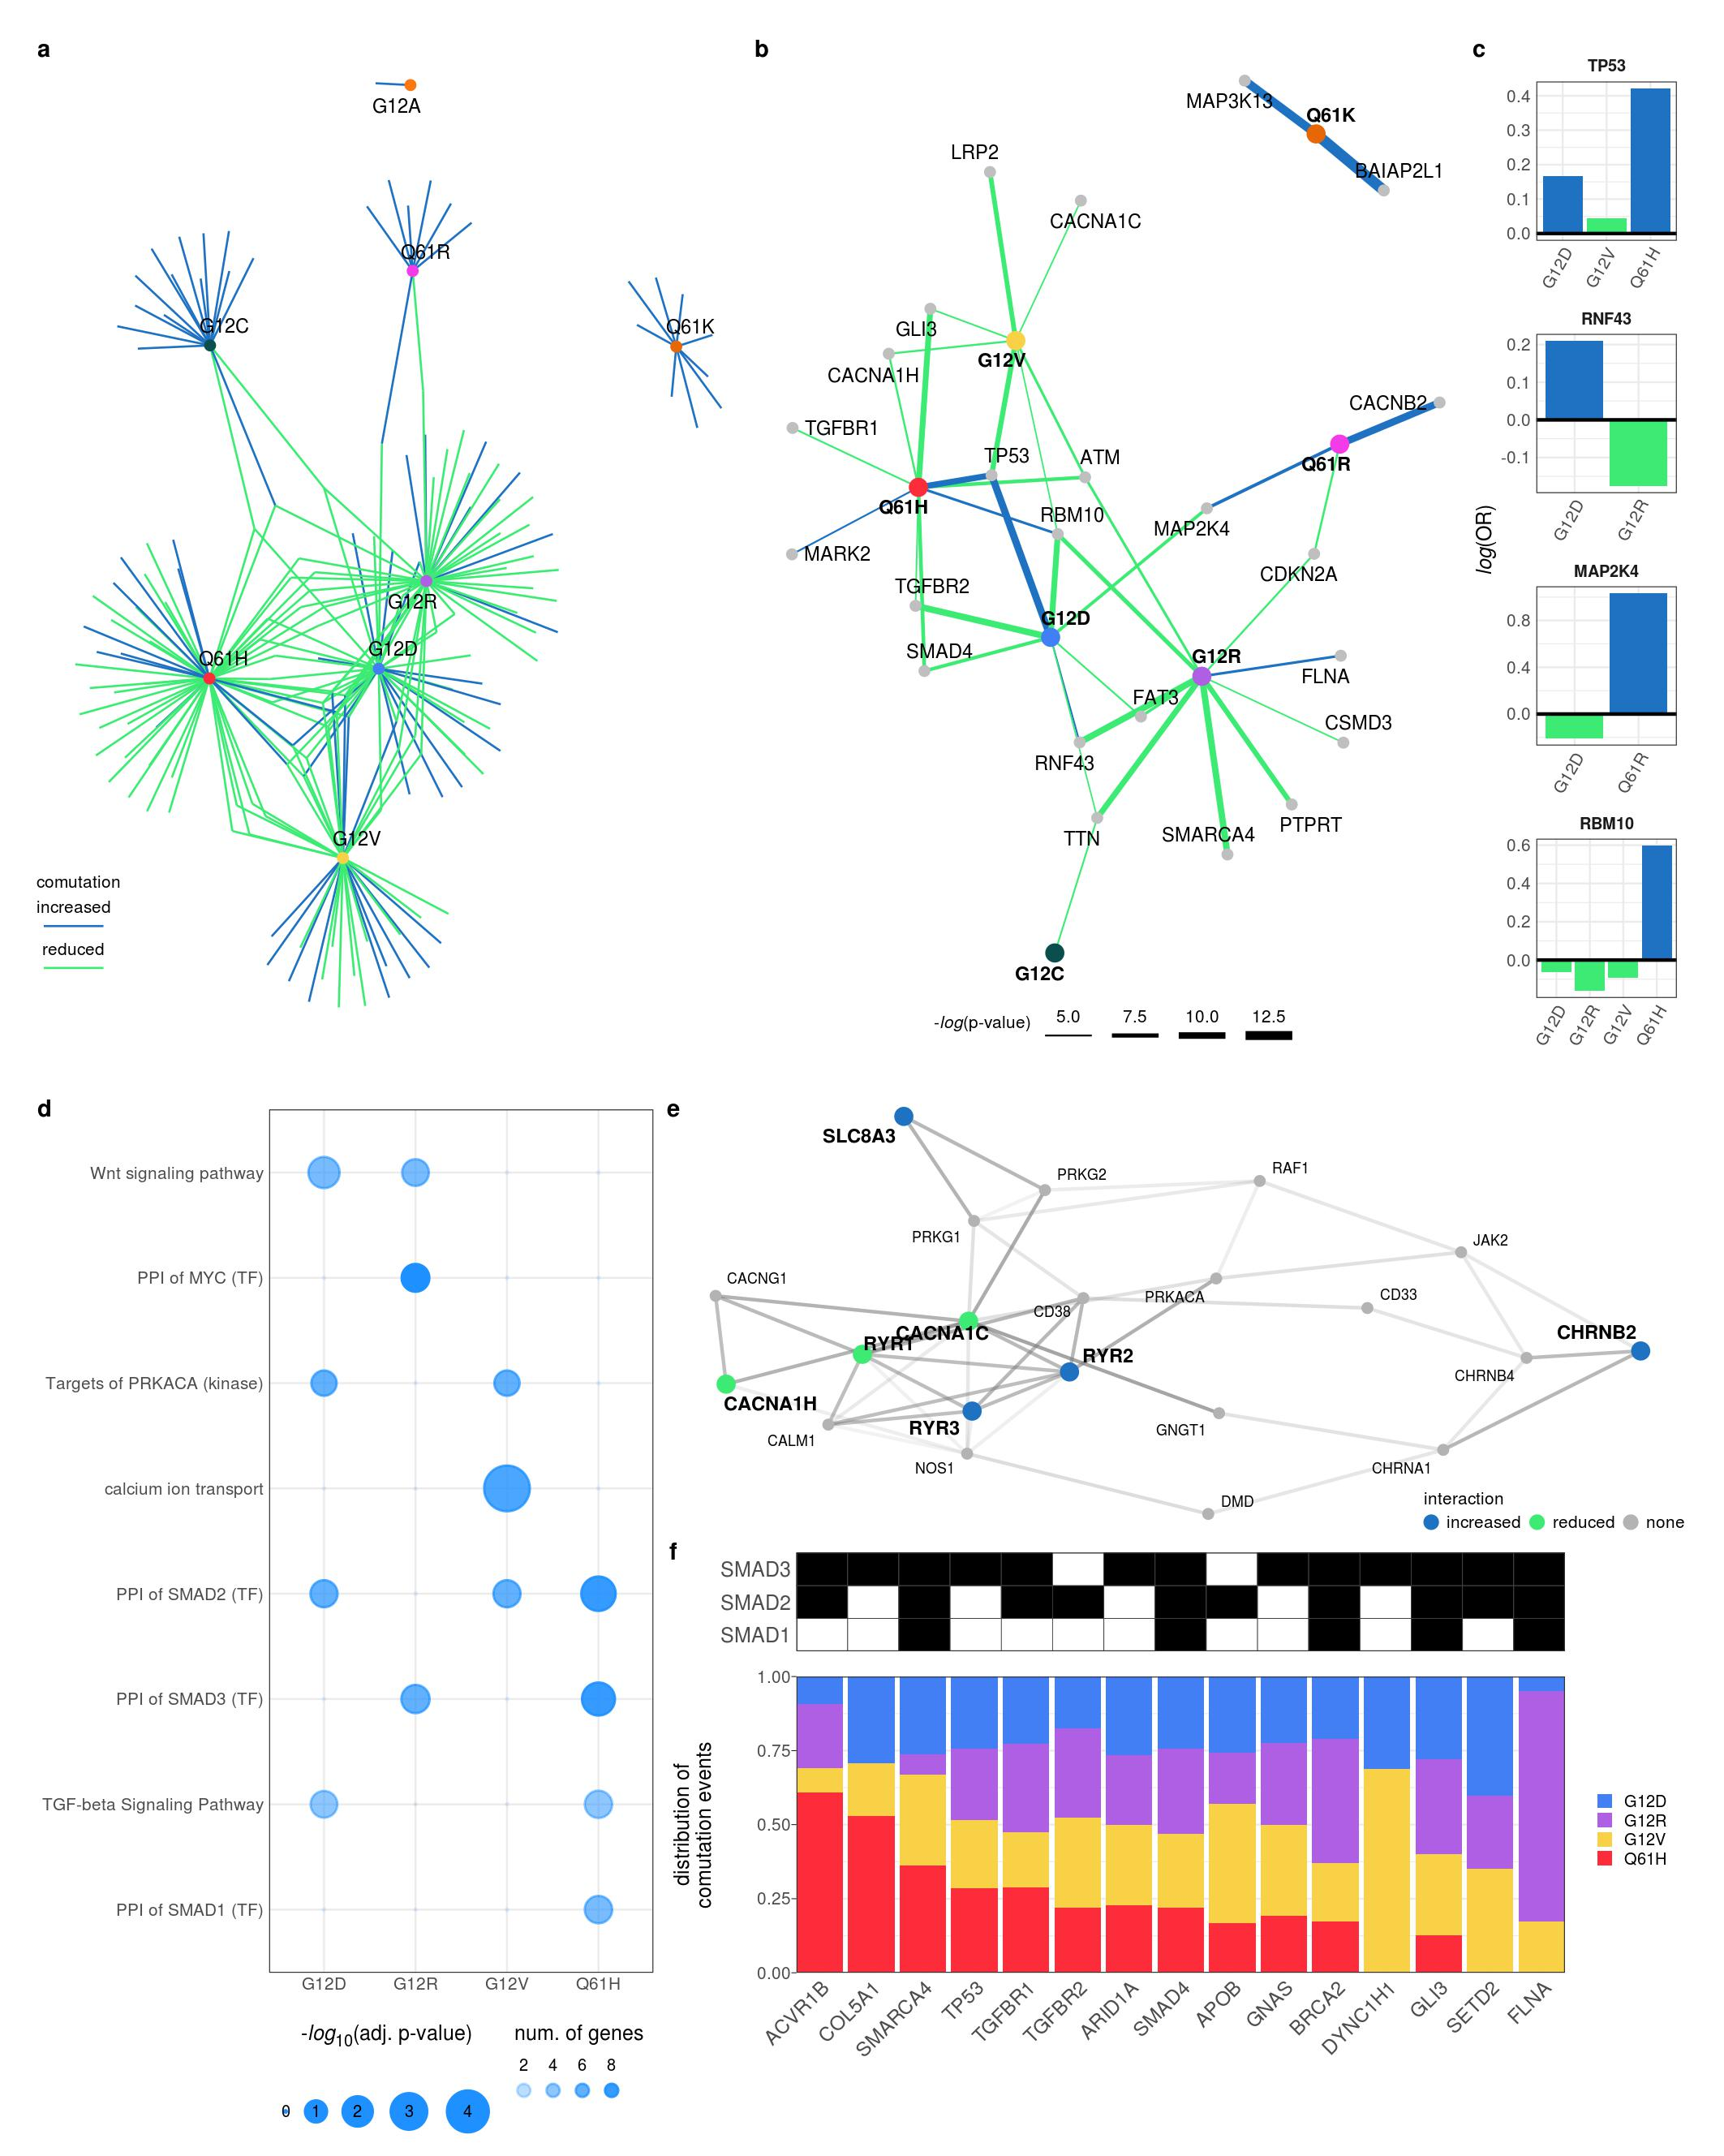 a
G12A
Q61R
G12C
Q61K
G12R
G12D
Q61H
G12V
comutation
increased
reduced
b
MAP3K13
Q61K
BAIAP2L1
LRP2
CACNA1C
GLI3
G12V
CACNA1H
CACNB2
TGFBR1
TP53
ATM
Q61R
Q61H
RBM10
MAP2K4
MARK2
CDKN2A
TGFBR2
G12D
SMAD4
G12R
FLNA
FAT3
CSMD3
RNF43
TTN
SMARCA4
PTPRT
G12C
-log(p-value)
5.0 7.5 10.0 12.5
c
log(OR)
TP53
0.4
0.3
0.2
0.1
0.0
G12D G12V Q61H
RNF43
0.2
0.1
0.0
-0.1
G12D G12R
MAP2K4
0.8
0.4
0.0
G12D Q61R
RBM10
0.6
0.4
0.2
0.0
G12D G12R G12V Q61H
d
Wnt signaling pathway
PPI of MYC (TF)
Targets of PRKACA (kinase)
calcium ion transport
PPI of SMAD2 (TF)
PPI of SMAD3 (TF)
TGF-beta Signaling Pathway
PPI of SMAD1 (TF)
G12D G12R G12V Q61H
-log10(adj. p-value)
0 1 2 3 4
num. of genes
2 4 6 8
e
SLC8A3
PRKG2
RAF1
PRKG1
JAK2
CACNG1
CD38
PRKACA
CD33
CACNA1C
RYR1
CHRNB2
RYR2
CHRNB4
CACNA1H
RYR3
GNGT1
CALM1
NOS1
CHRNA1
DMD
interaction
increased reduced none
f
SMAD3
SMAD2
SMAD1
distribution of
comutation events
1.00
0.75
0.50
0.25
0.00
ACVR1B COL5A1 SMARCA4 TP53 TGFBR1 TGFBR2 ARID1A SMAD4 APOB GNAS BRCA2 DYNC1H1 GLI3 SETD2 FLNA
G12D
G12R
G12V
Q61H